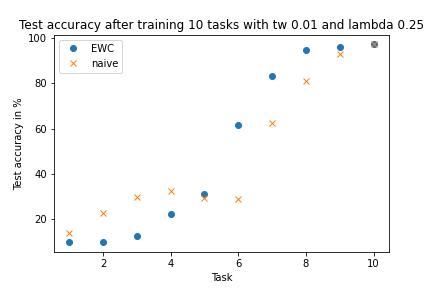 Test accuracy after training 10 tasks with tw 0.01 and lambda 0.25
EWC
naive
Test accuracy in %
100
80
60
40
20
2 4 6 8 10
Task